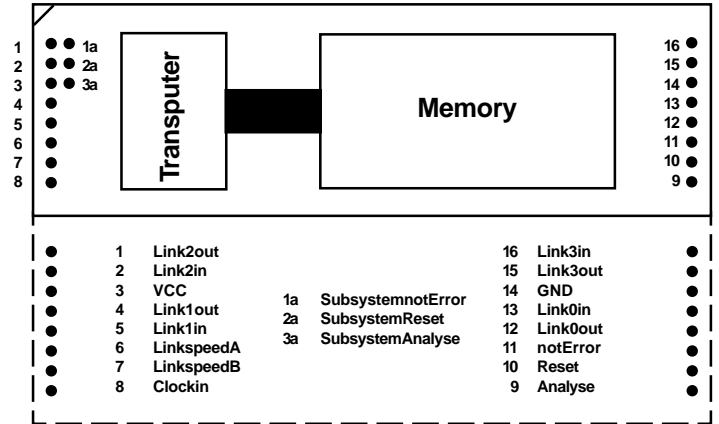 1 1a 16
2 2a 15
3 3a 14
4 13
5 12
6 11
7 10
8 9
Transputer
Memory
1 Link2out
2 Link2in
3 VCC
4 Link1out
5 Link1in
6 LinkspeedA
7 LinkspeedB
8 Clockin
1a SubsystemnotError
2a SubsystemReset
3a SubsystemAnalyse
16 Link3in
15 Link3out
14 GND
13 Link0in
12 Link0out
11 notError
10 Reset
9 Analyse